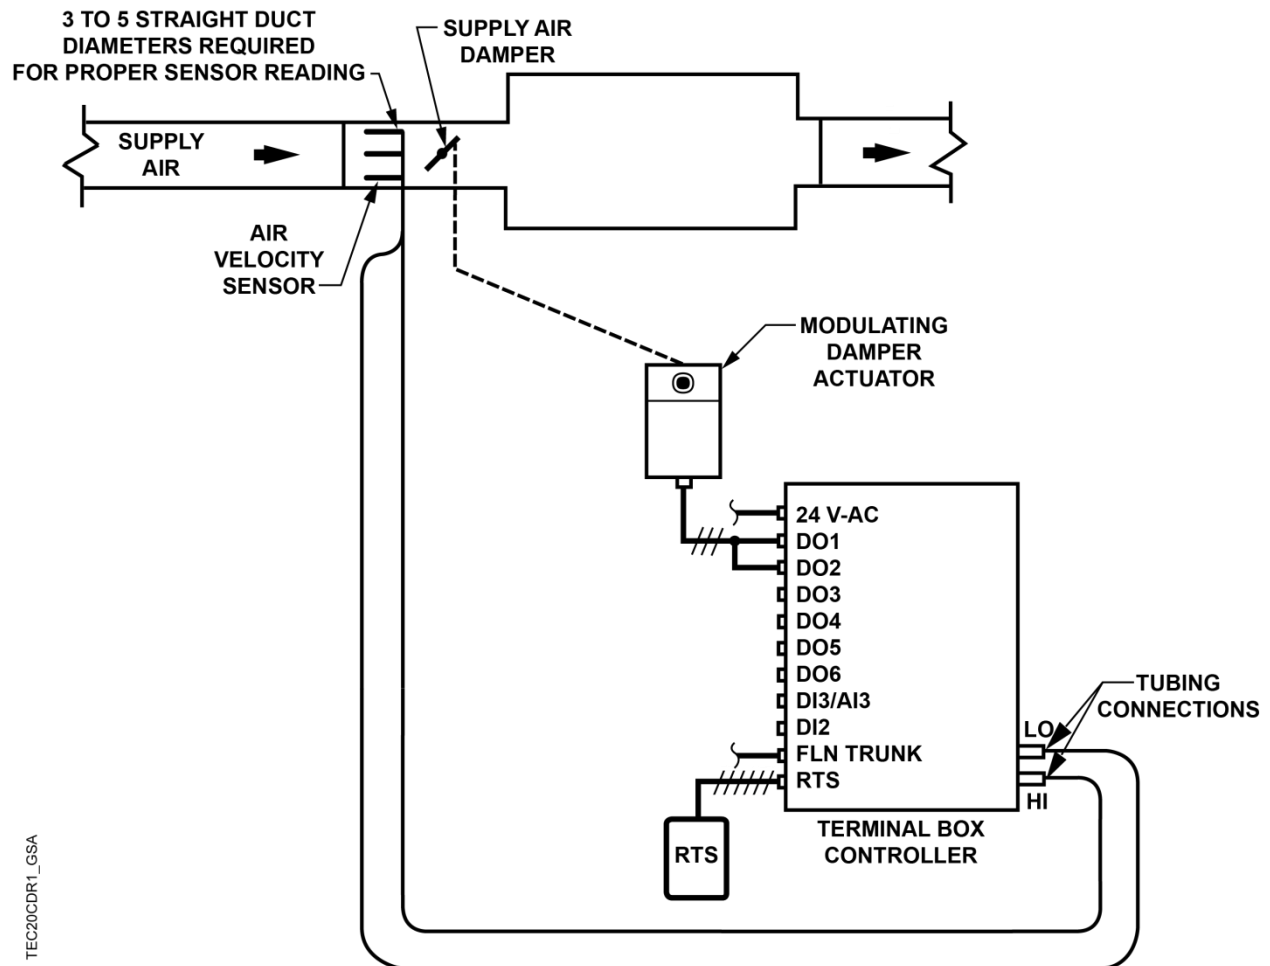 3 TO 5 STRAIGHT DUCT
DIAMETERS REQUIRED
FOR PROPER SENSOR READING
SUPPLY AIR
DAMPER
SUPPLY
AIR
AIR
VELOCITY
SENSOR
MODULATING
DAMPER
ACTUATOR
24 V-AC
DO1
DO2
DO3
DO4
DO5
DO6
DI3/AI3
DI2
FLN TRUNK
RTS
LO
HI
TUBING
CONNECTIONS
RTS
TERMINAL BOX
CONTROLLER
TEC20CDR1_GSA